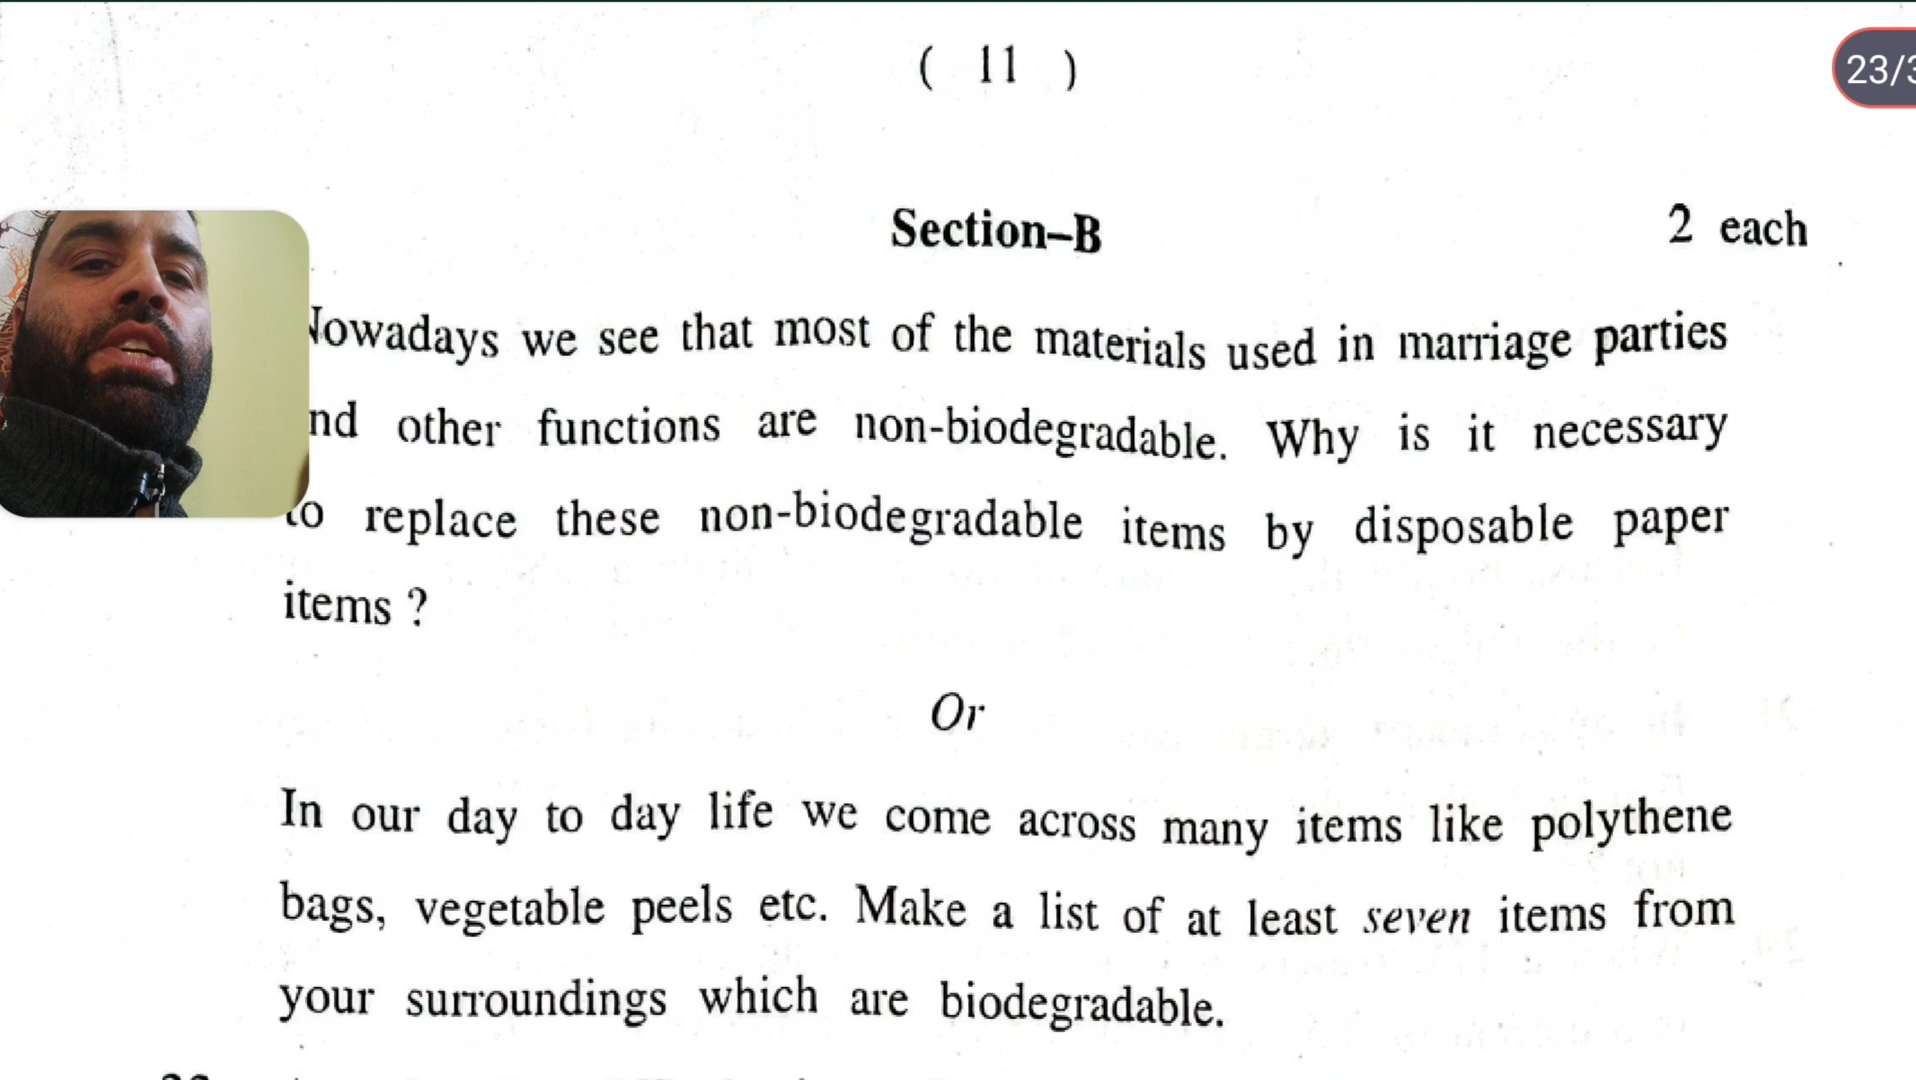 ( 11 )
23/3
Section–B
2 each
Nowadays we see that most of the materials used in marriage parties
nd other functions are non-biodegradable. Why is it necessary
to replace these non-biodegradable items by disposable paper
items ?
Or
In our day to day life we come across many items like polythene
bags, vegetable peels etc. Make a list of at least seven items from
your surroundings which are biodegradable.